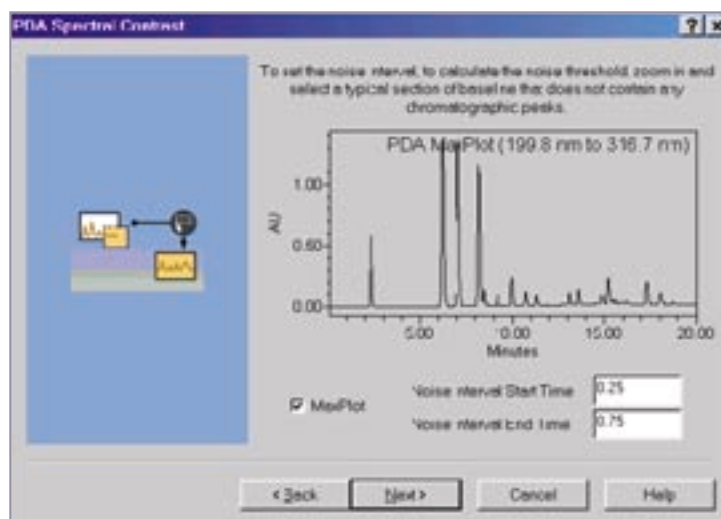 PDA Spectral Contrast
To set the noise interval, to calculate the noise threshold, zoom in and
select a typical section of baseline that does not contain any
chromatographic peaks.
PDA MaxPlot (199.8 nm to 316.7 nm)
AU
1.00
0.50
0.00
5.00 10.00 15.00 20.00
Minutes
MaxPlot
Noise Interval Start Time 0.25
Noise Interval End Time 0.75
< Back Next > Cancel Help